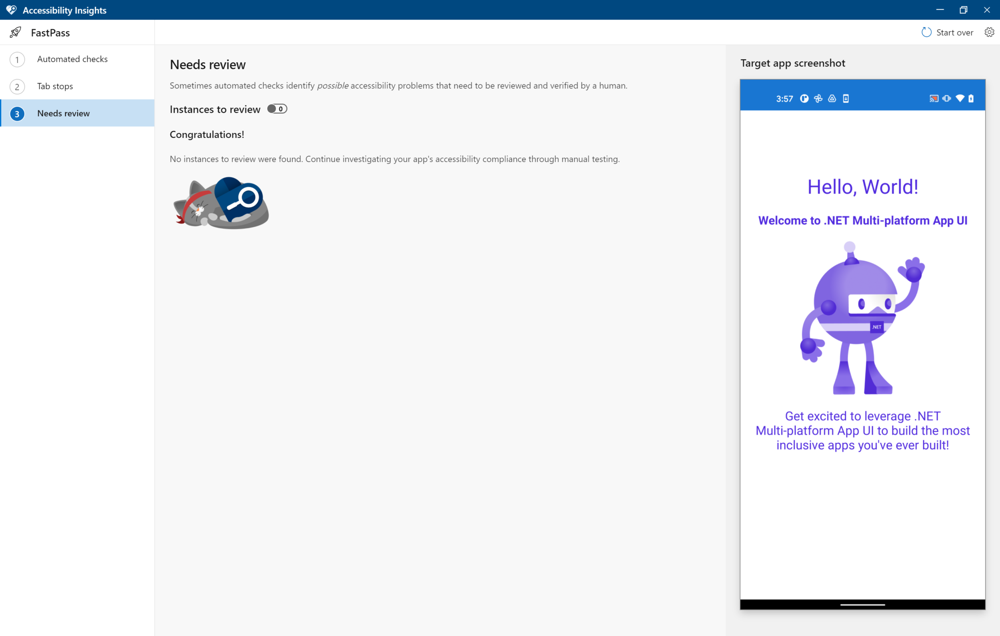 Accessibility Insights
FastPass
Start over
1 Automated checks
2 Tab stops
3 Needs review
Needs review
Sometimes automated checks identify possible accessibility problems that need to be reviewed and verified by a human.
Instances to review 0
Congratulations!
No instances to review were found. Continue investigating your app's accessibility compliance through manual testing.
Target app screenshot
3:57
Hello, World!
Welcome to .NET Multi-platform App UI
.NET
Get excited to leverage .NET
Multi-platform App UI to build the most
inclusive apps you've ever built!